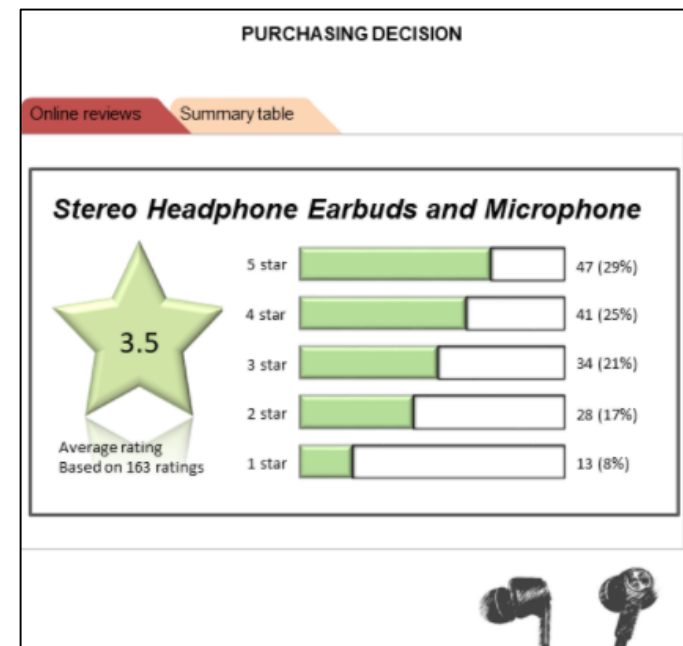 PURCHASING DECISION
Online reviews
Summary table
Stereo Headphone Earbuds and Microphone
3.5
Average rating
Based on 163 ratings
5 star 47 (29%)
4 star 41 (25%)
3 star 34 (21%)
2 star 28 (17%)
1 star 13 (8%)